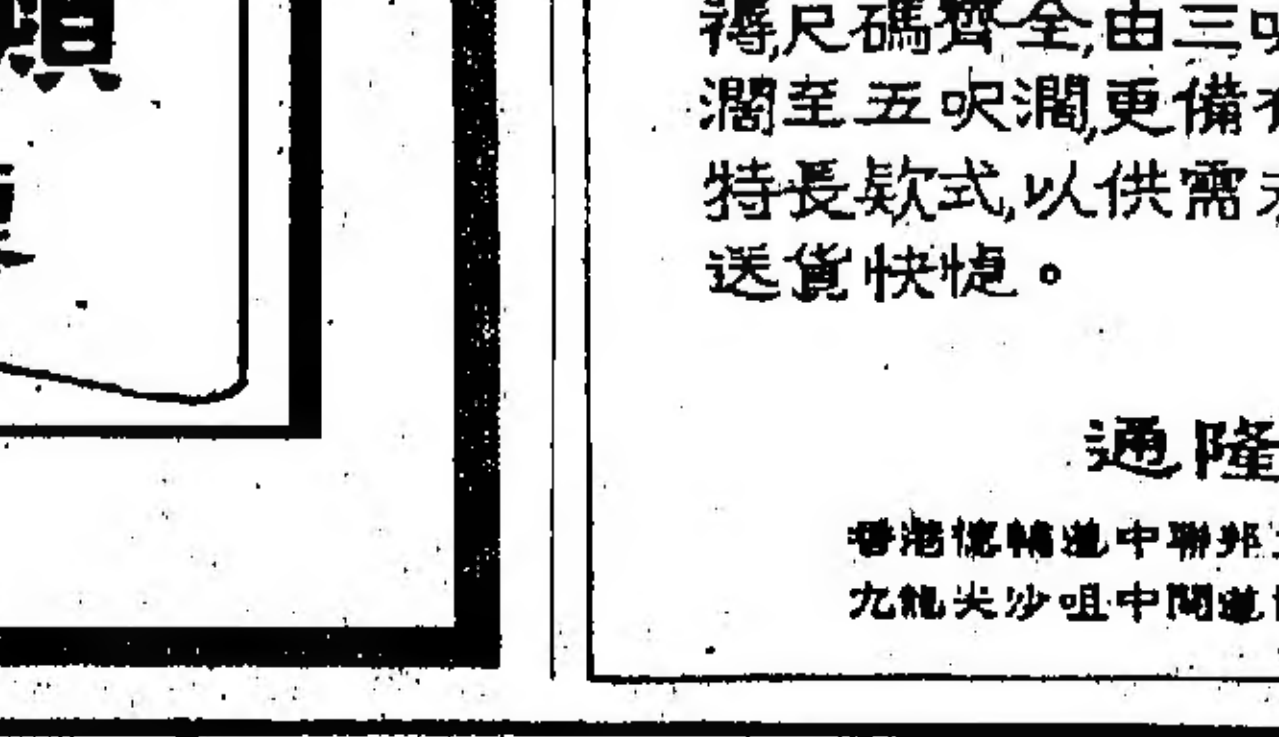 褥,尺碼齊全,由三呎
濶至五呎濶,更備
特長欵式,以供需
送貨快捷。
通隆
香港德輔道中聯邦
九龍尖沙咀中間道